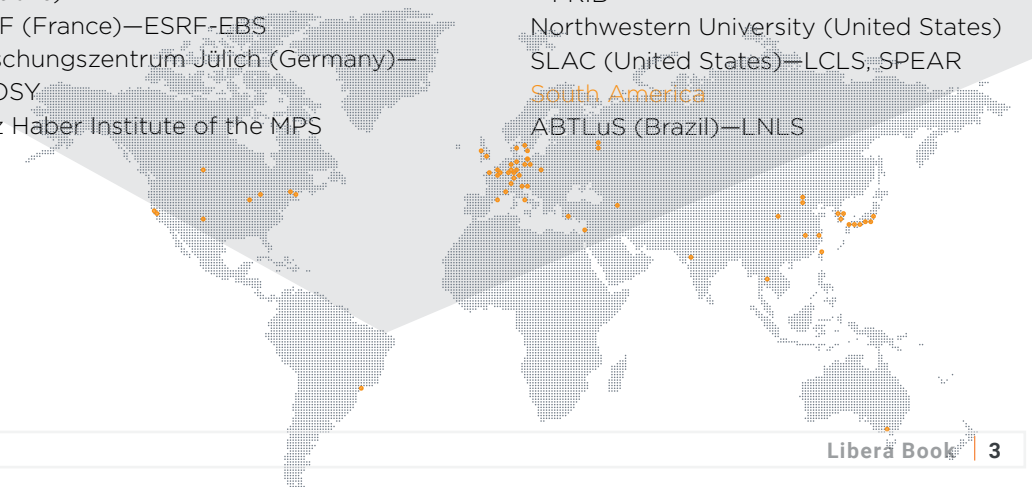 F (France)—ESRF-EBS
schungszentrum Jülich (Germany)—
OSY
z Haber Institute of the MPS
Northwestern University (United States)
SLAC (United States)—LCLS, SPEAR
South America
ABTLuS (Brazil)—LNLS
Libera Book 3